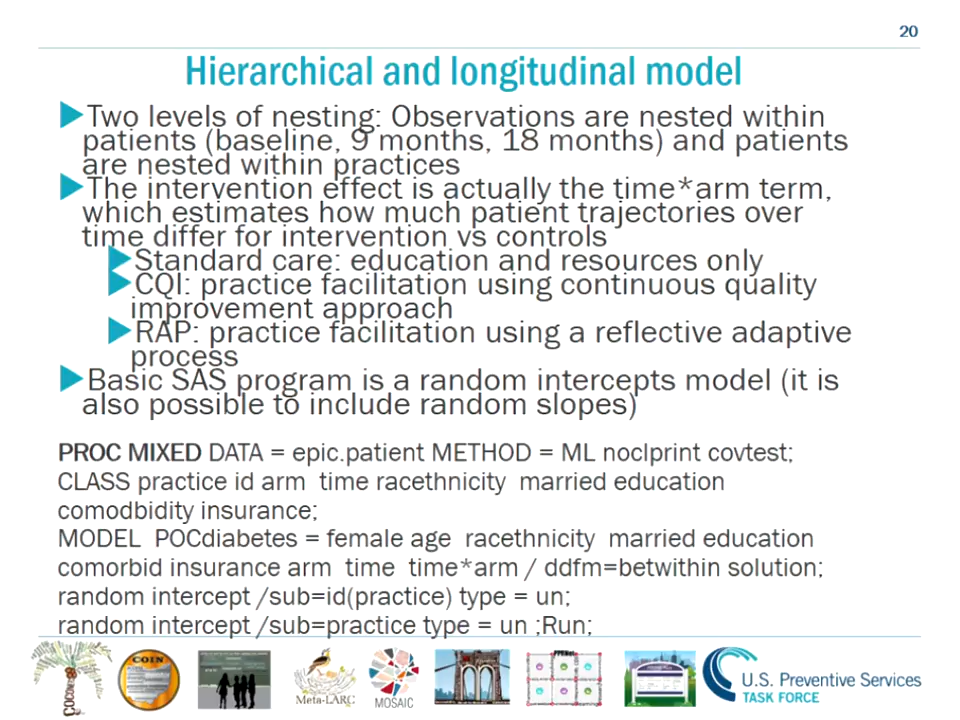 20
Hierarchical and longitudinal model
Two levels of nesting: Observations are nested within
patients (baseline, 9 months, 18 months) and patients
are nested within practices
The intervention effect is actually the time*arm term,
which estimates how much patient trajectories over
time differ for intervention vs controls
Standard care: education and resources only
CQI: practice facilitation using continuous quality
improvement approach
RAP: practice facilitation using a reflective adaptive
process
Basic SAS program is a random intercepts model (it is
also possible to include random slopes)
PROC MIXED DATA = epic.patient METHOD = ML noclprint covtest;
CLASS practice id arm time racethnicity married education
comodbidity insurance;
MODEL POCdiabetes = female age racethnicity married education
comorbid insurance arm time time*arm / ddfm=betwithin solution;
random intercept /sub=id(practice) type = un;
random intercept /sub=practice type = un ;Run;
COIN
Meta-LARC
MOSAIC
U.S. Preventive Services
TASK FORCE